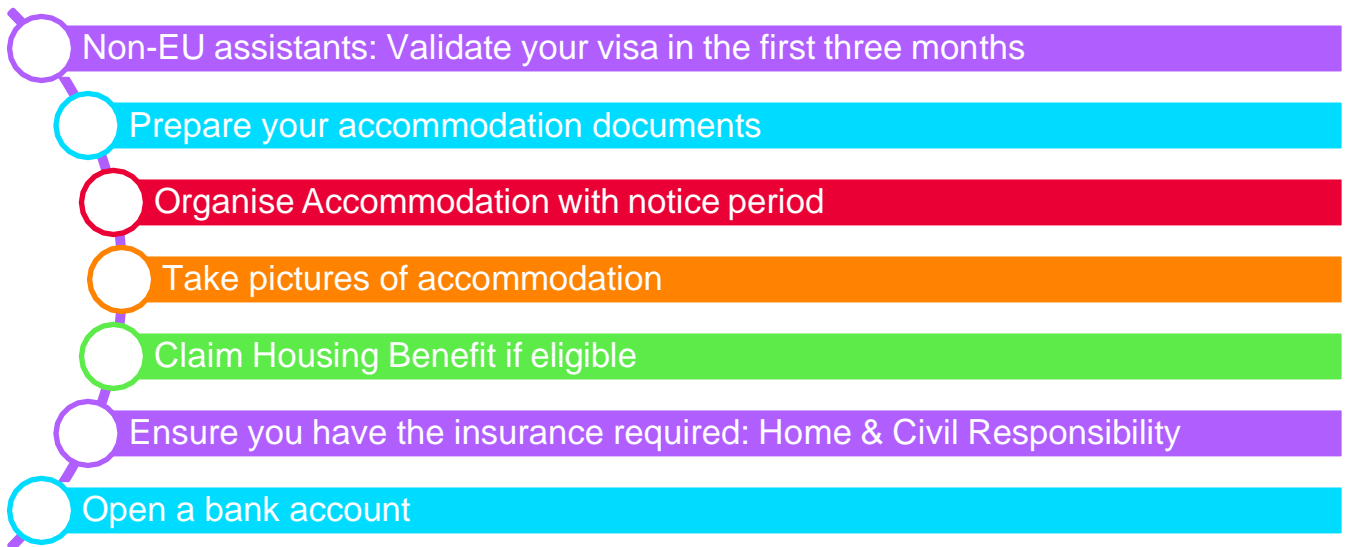 Non-EU assistants: Validate your visa in the first three months
Prepare your accommodation documents
Organise Accommodation with notice period
Take pictures of accommodation
Claim Housing Benefit if eligible
Ensure you have the insurance required: Home & Civil Responsibility
Open a bank account